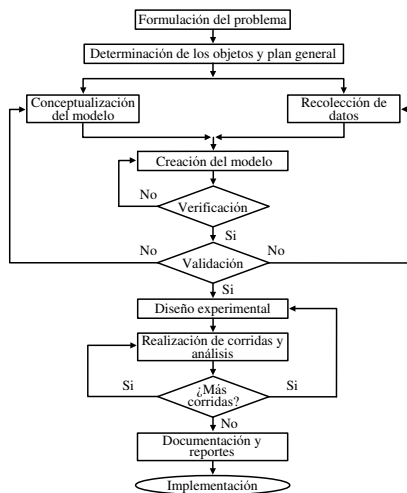 Formulación del problema
Determinación de los objetos y plan general
Conceptualización
del modelo
Recolección de
datos
Creación del modelo
No
Verificación
Si
No
No
Validación
Si
Diseño experimental
Realización de corridas y
análisis
Si
Si
¿Más
corridas?
No
Documentación y
reportes
Implementación